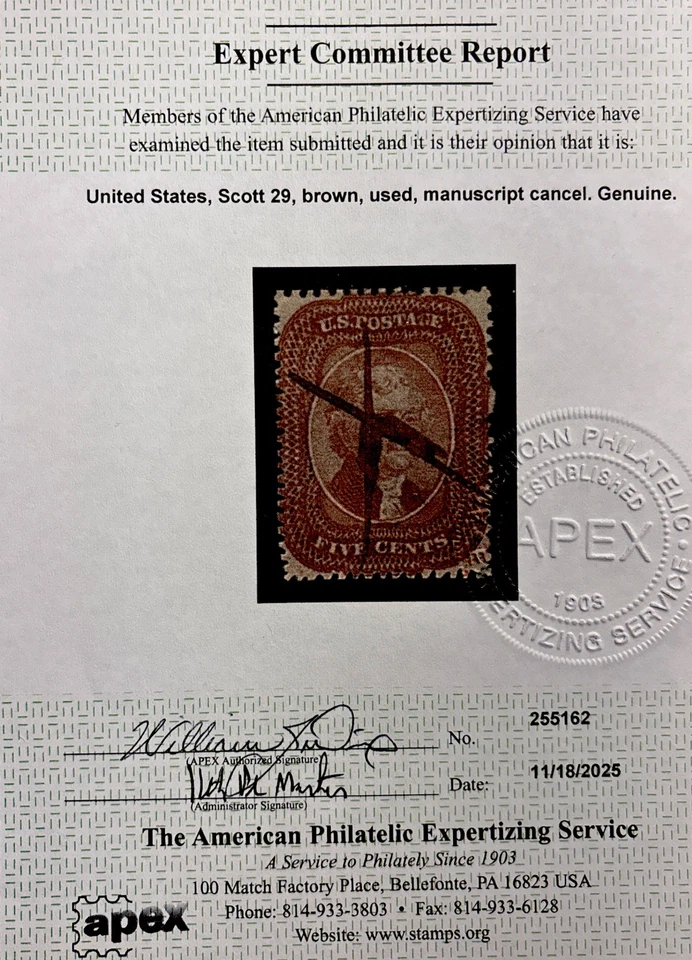 Expert Committee Report
Members of the American Philatelic Expertizing Service have
examined the item submitted and it is their opinion that it is:
United States, Scott 29, brown, used, manuscript cancel. Genuine.
U.S. POSTAGE
FIVE CENTS
AMERICAN PHILATELIC
EXPERTIZING SERVICE
ESTABLISHED
APEX
1903
(APEX Authorized Signature)
No. 255162
(Administrator Signature)
Date: 11/18/2025
The American Philatelic Expertizing Service
A Service to Philately Since 1903
100 Match Factory Place, Bellefonte, PA 16823 USA
Phone: 814-933-3803 • Fax: 814-933-6128
Website: www.stamps.org
apex